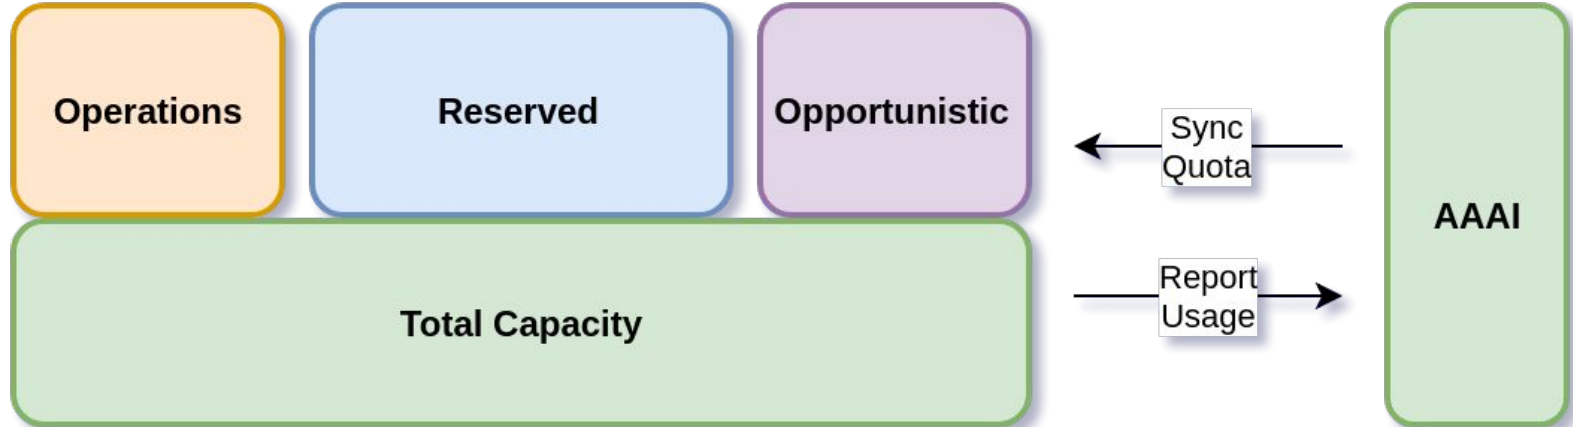 Operations
Reserved
Opportunistic
Sync
Quota
AAAI
Report
Usage
Total Capacity